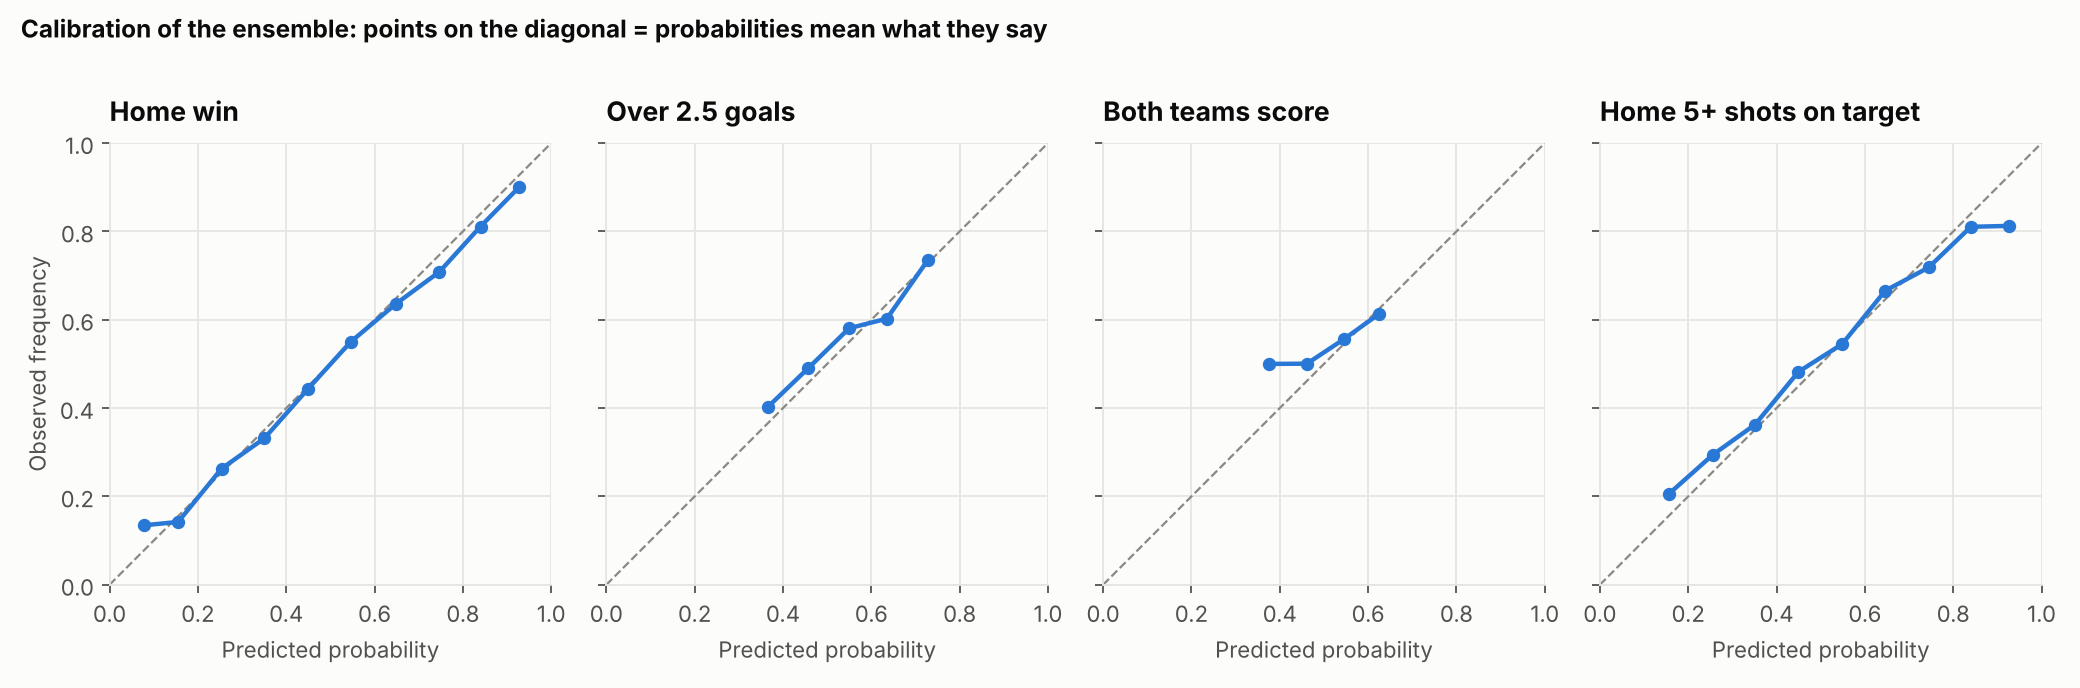 Calibration of the ensemble: points on the diagonal = probabilities mean what they say
Home win
Over 2.5 goals
Both teams score
Home 5+ shots on target
Observed frequency
1.0
0.8
0.6
0.4
0.2
0.0
0.0 0.2 0.4 0.6 0.8 1.0
0.0 0.2 0.4 0.6 0.8 1.0
0.0 0.2 0.4 0.6 0.8 1.0
0.0 0.2 0.4 0.6 0.8 1.0
Predicted probability
Predicted probability
Predicted probability
Predicted probability